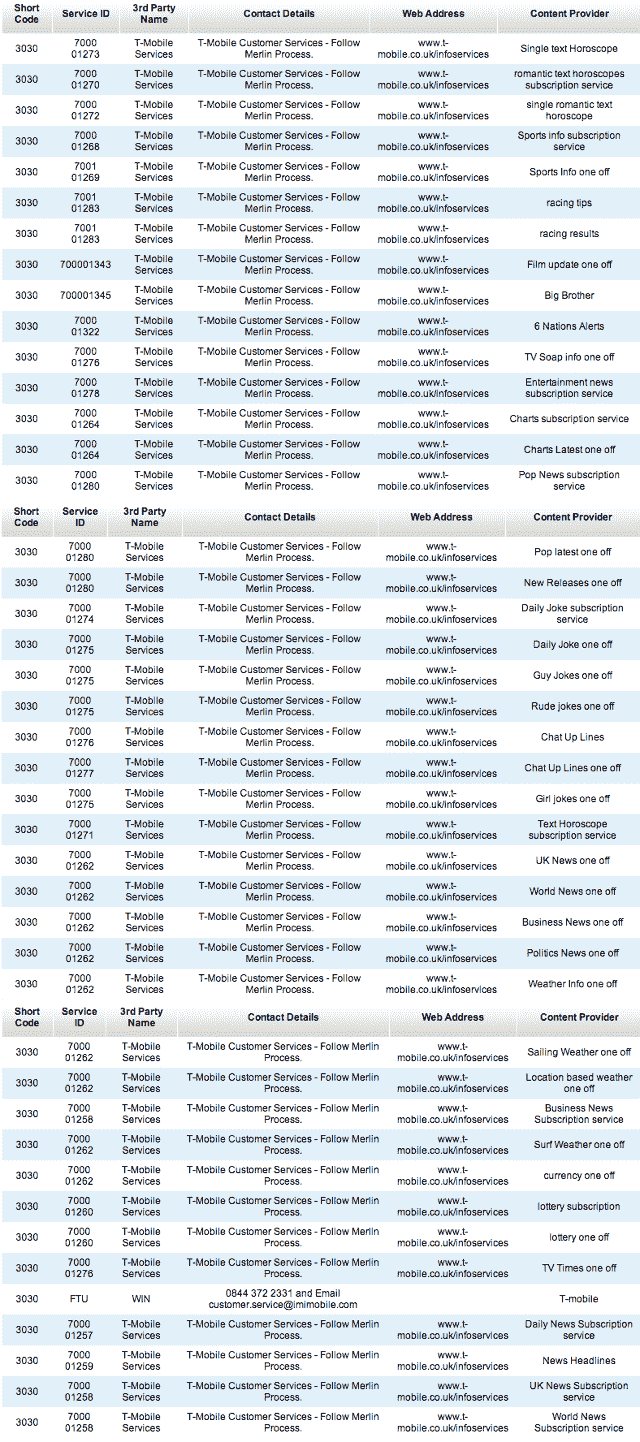 Short Code Service ID 3rd Party Name Contact Details Web Address Content Provider
3030 7000 01273 T-Mobile Services T-Mobile Customer Services - Follow Merlin Process. www.t-mobile.co.uk/infoservices Single text Horoscope
3030 7000 01270 T-Mobile Services T-Mobile Customer Services - Follow Merlin Process. www.t-mobile.co.uk/infoservices romantic text horoscopes subscription service
3030 7000 01272 T-Mobile Services T-Mobile Customer Services - Follow Merlin Process. www.t-mobile.co.uk/infoservices single romantic text horoscope
3030 7000 01268 T-Mobile Services T-Mobile Customer Services - Follow Merlin Process. www.t-mobile.co.uk/infoservices Sports info subscription service
3030 7001 01269 T-Mobile Services T-Mobile Customer Services - Follow Merlin Process. www.t-mobile.co.uk/infoservices Sports Info one off
3030 7001 01283 T-Mobile Services T-Mobile Customer Services - Follow Merlin Process. www.t-mobile.co.uk/infoservices racing tips
3030 7001 01283 T-Mobile Services T-Mobile Customer Services - Follow Merlin Process. www.t-mobile.co.uk/infoservices racing results
3030 700001343 T-Mobile Services T-Mobile Customer Services - Follow Merlin Process. www.t-mobile.co.uk/infoservices Film update one off
3030 700001345 T-Mobile Services T-Mobile Customer Services - Follow Merlin Process. www.t-mobile.co.uk/infoservices Big Brother
3030 7000 01322 T-Mobile Services T-Mobile Customer Services - Follow Merlin Process. www.t-mobile.co.uk/infoservices 6 Nations Alerts
3030 7000 01276 T-Mobile Services T-Mobile Customer Services - Follow Merlin Process. www.t-mobile.co.uk/infoservices TV Soap info one off
3030 7000 01278 T-Mobile Services T-Mobile Customer Services - Follow Merlin Process. www.t-mobile.co.uk/infoservices Entertainment news subscription service
3030 7000 01264 T-Mobile Services T-Mobile Customer Services - Follow Merlin Process. www.t-mobile.co.uk/infoservices Charts subscription service
3030 7000 01264 T-Mobile Services T-Mobile Customer Services - Follow Merlin Process. www.t-mobile.co.uk/infoservices Charts Latest one off
3030 7000 01280 T-Mobile Services T-Mobile Customer Services - Follow Merlin Process. www.t-mobile.co.uk/infoservices Pop News subscription service
Short Code Service ID 3rd Party Name Contact Details Web Address Content Provider
3030 7000 01280 T-Mobile Services T-Mobile Customer Services - Follow Merlin Process. www.t-mobile.co.uk/infoservices Pop latest one off
3030 7000 01280 T-Mobile Services T-Mobile Customer Services - Follow Merlin Process. www.t-mobile.co.uk/infoservices New Releases one off
3030 7000 01274 T-Mobile Services T-Mobile Customer Services - Follow Merlin Process. www.t-mobile.co.uk/infoservices Daily Joke subscription service
3030 7000 01275 T-Mobile Services T-Mobile Customer Services - Follow Merlin Process. www.t-mobile.co.uk/infoservices Daily Joke one off
3030 7000 01275 T-Mobile Services T-Mobile Customer Services - Follow Merlin Process. www.t-mobile.co.uk/infoservices Guy Jokes one off
3030 7000 01275 T-Mobile Services T-Mobile Customer Services - Follow Merlin Process. www.t-mobile.co.uk/infoservices Rude jokes one off
3030 7000 01276 T-Mobile Services T-Mobile Customer Services - Follow Merlin Process. www.t-mobile.co.uk/infoservices Chat Up Lines
3030 7000 01277 T-Mobile Services T-Mobile Customer Services - Follow Merlin Process. www.t-mobile.co.uk/infoservices Chat Up Lines one off
3030 7000 01275 T-Mobile Services T-Mobile Customer Services - Follow Merlin Process. www.t-mobile.co.uk/infoservices Girl jokes one off
3030 7000 01271 T-Mobile Services T-Mobile Customer Services - Follow Merlin Process. www.t-mobile.co.uk/infoservices Text Horoscope subscription service
3030 7000 01262 T-Mobile Services T-Mobile Customer Services - Follow Merlin Process. www.t-mobile.co.uk/infoservices UK News one off
3030 7000 01262 T-Mobile Services T-Mobile Customer Services - Follow Merlin Process. www.t-mobile.co.uk/infoservices World News one off
3030 7000 01262 T-Mobile Services T-Mobile Customer Services - Follow Merlin Process. www.t-mobile.co.uk/infoservices Business News one off
3030 7000 01262 T-Mobile Services T-Mobile Customer Services - Follow Merlin Process. www.t-mobile.co.uk/infoservices Politics News one off
3030 7000 01262 T-Mobile Services T-Mobile Customer Services - Follow Merlin Process. www.t-mobile.co.uk/infoservices Weather Info one off
Short Code Service ID 3rd Party Name Contact Details Web Address Content Provider
3030 7000 01262 T-Mobile Services T-Mobile Customer Services - Follow Merlin Process. www.t-mobile.co.uk/infoservices Sailing Weather one off
3030 7000 01262 T-Mobile Services T-Mobile Customer Services - Follow Merlin Process. www.t-mobile.co.uk/infoservices Location based weather one off
3030 7000 01258 T-Mobile Services T-Mobile Customer Services - Follow Merlin Process. www.t-mobile.co.uk/infoservices Business News Subscription service
3030 7000 01262 T-Mobile Services T-Mobile Customer Services - Follow Merlin Process. www.t-mobile.co.uk/infoservices Surf Weather one off
3030 7000 01262 T-Mobile Services T-Mobile Customer Services - Follow Merlin Process. www.t-mobile.co.uk/infoservices currency one off
3030 7000 01260 T-Mobile Services T-Mobile Customer Services - Follow Merlin Process. www.t-mobile.co.uk/infoservices lottery subscription
3030 7000 01260 T-Mobile Services T-Mobile Customer Services - Follow Merlin Process. www.t-mobile.co.uk/infoservices lottery one off
3030 7000 01276 T-Mobile Services T-Mobile Customer Services - Follow Merlin Process. www.t-mobile.co.uk/infoservices TV Times one off
3030 FTU WIN 0844 372 2331 and Email customer.service@imimobile.com T-mobile
3030 7000 01257 T-Mobile Services T-Mobile Customer Services - Follow Merlin Process. www.t-mobile.co.uk/infoservices Daily News Subscription service
3030 7000 01259 T-Mobile Services T-Mobile Customer Services - Follow Merlin Process. www.t-mobile.co.uk/infoservices News Headlines
3030 7000 01258 T-Mobile Services T-Mobile Customer Services - Follow Merlin Process. www.t-mobile.co.uk/infoservices UK News Subscription service
3030 7000 01258 T-Mobile Services T-Mobile Customer Services - Follow Merlin Process. www.t-mobile.co.uk/infoservices World News Subscription service